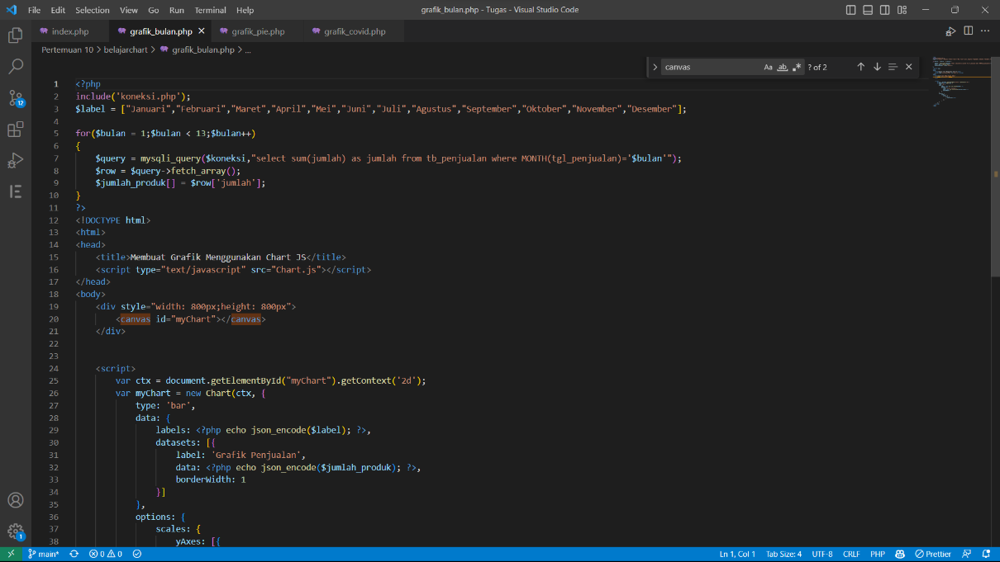 File Edit Selection View Go Run Terminal Help grafik_bulan.php - Tugas - Visual Studio Code
index.php grafik_bulan.php grafik_pie.php grafik_covid.php
Pertemuan 10 > belajarchart > grafik_bulan.php > ...
canvas Aa ab ? of 2
1 <?php
2 include('koneksi.php');
3 $label = ["Januari","Februari","Maret","April","Mei","Juni","Juli","Agustus","September","Oktober","November","Desember"];
4
5 for($bulan = 1;$bulan < 13;$bulan++)
6 {
7     $query = mysqli_query($koneksi,"select sum(jumlah) as jumlah from tb_penjualan where MONTH(tgl_penjualan)='$bulan'");
8     $row = $query->fetch_array();
9     $jumlah_produk[] = $row['jumlah'];
10 }
11 ?>
12 <!DOCTYPE html>
13 <html>
14 <head>
15     <title>Membuat Grafik Menggunakan Chart JS</title>
16     <script type="text/javascript" src="Chart.js"></script>
17 </head>
18 <body>
19     <div style="width: 800px;height: 800px">
20         <canvas id="myChart"></canvas>
21     </div>
22
23
24     <script>
25         var ctx = document.getElementById("myChart").getContext('2d');
26         var myChart = new Chart(ctx, {
27             type: 'bar',
28             data: {
29                 labels: <?php echo json_encode($label); ?>,
30                 datasets: [{
31                     label: 'Grafik Penjualan',
32                     data: <?php echo json_encode($jumlah_produk); ?>,
33                     borderWidth: 1
34                 }]
35             },
36             options: {
37                 scales: {
38                     yAxes: [{
12
1
main* 0 0 Ln 1, Col 1 Tab Size: 4 UTF-8 CRLF PHP Prettier